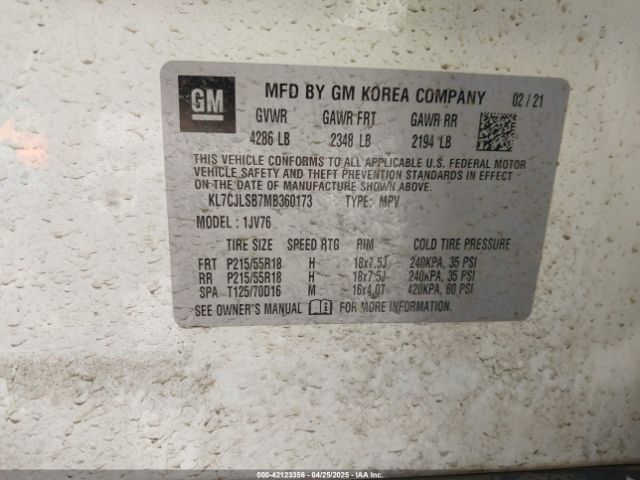 GM
MFD BY GM KOREA COMPANY 02/21
GVWR GAWR FRT GAWR RR
4286 LB 2348 LB 2194 LB
THIS VEHICLE CONFORMS TO ALL APPLICABLE U.S. FEDERAL MOTOR
VEHICLE SAFETY AND THEFT PREVENTION STANDARDS IN EFFECT
ON THE DATE OF MANUFACTURE SHOWN ABOVE.
KL7CJLSB7MB360173 TYPE: MPV
MODEL: 1JV76
TIRE SIZE SPEED RTG RIM COLD TIRE PRESSURE
FRT P215/55R18 H 18x7.5J 240KPA, 35 PSI
RR P215/55R18 H 18x7.5J 240KPA, 35 PSI
SPA T125/70D16 M 16x4.0T 420KPA, 60 PSI
SEE OWNER'S MANUAL FOR MORE INFORMATION.
000-42123356 - 04/25/2025 - COPYRIGHT IAA, LLC.